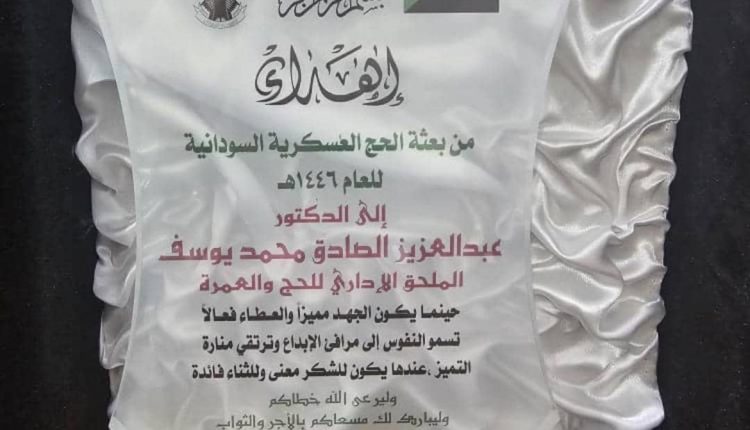 إهداء
من بعثة الحج العسكرية السودانية
للعام ١٤٤٦هـ
إلى الدكتور
عبدالعزيز الصادق محمد يوسف
الملحق الإداري للحج والعمرة
حينما يكون الجهد مميزاً والعطاء فعالاً
تسمو النفوس إلى مرافئ الإبداع وترتقي منارة
التميز ،عندها يكون للشكر معنى وللثناء فائدة
وليرعى الله خطاكم
وليبارك لك مسعاكم بالأجر والثواب